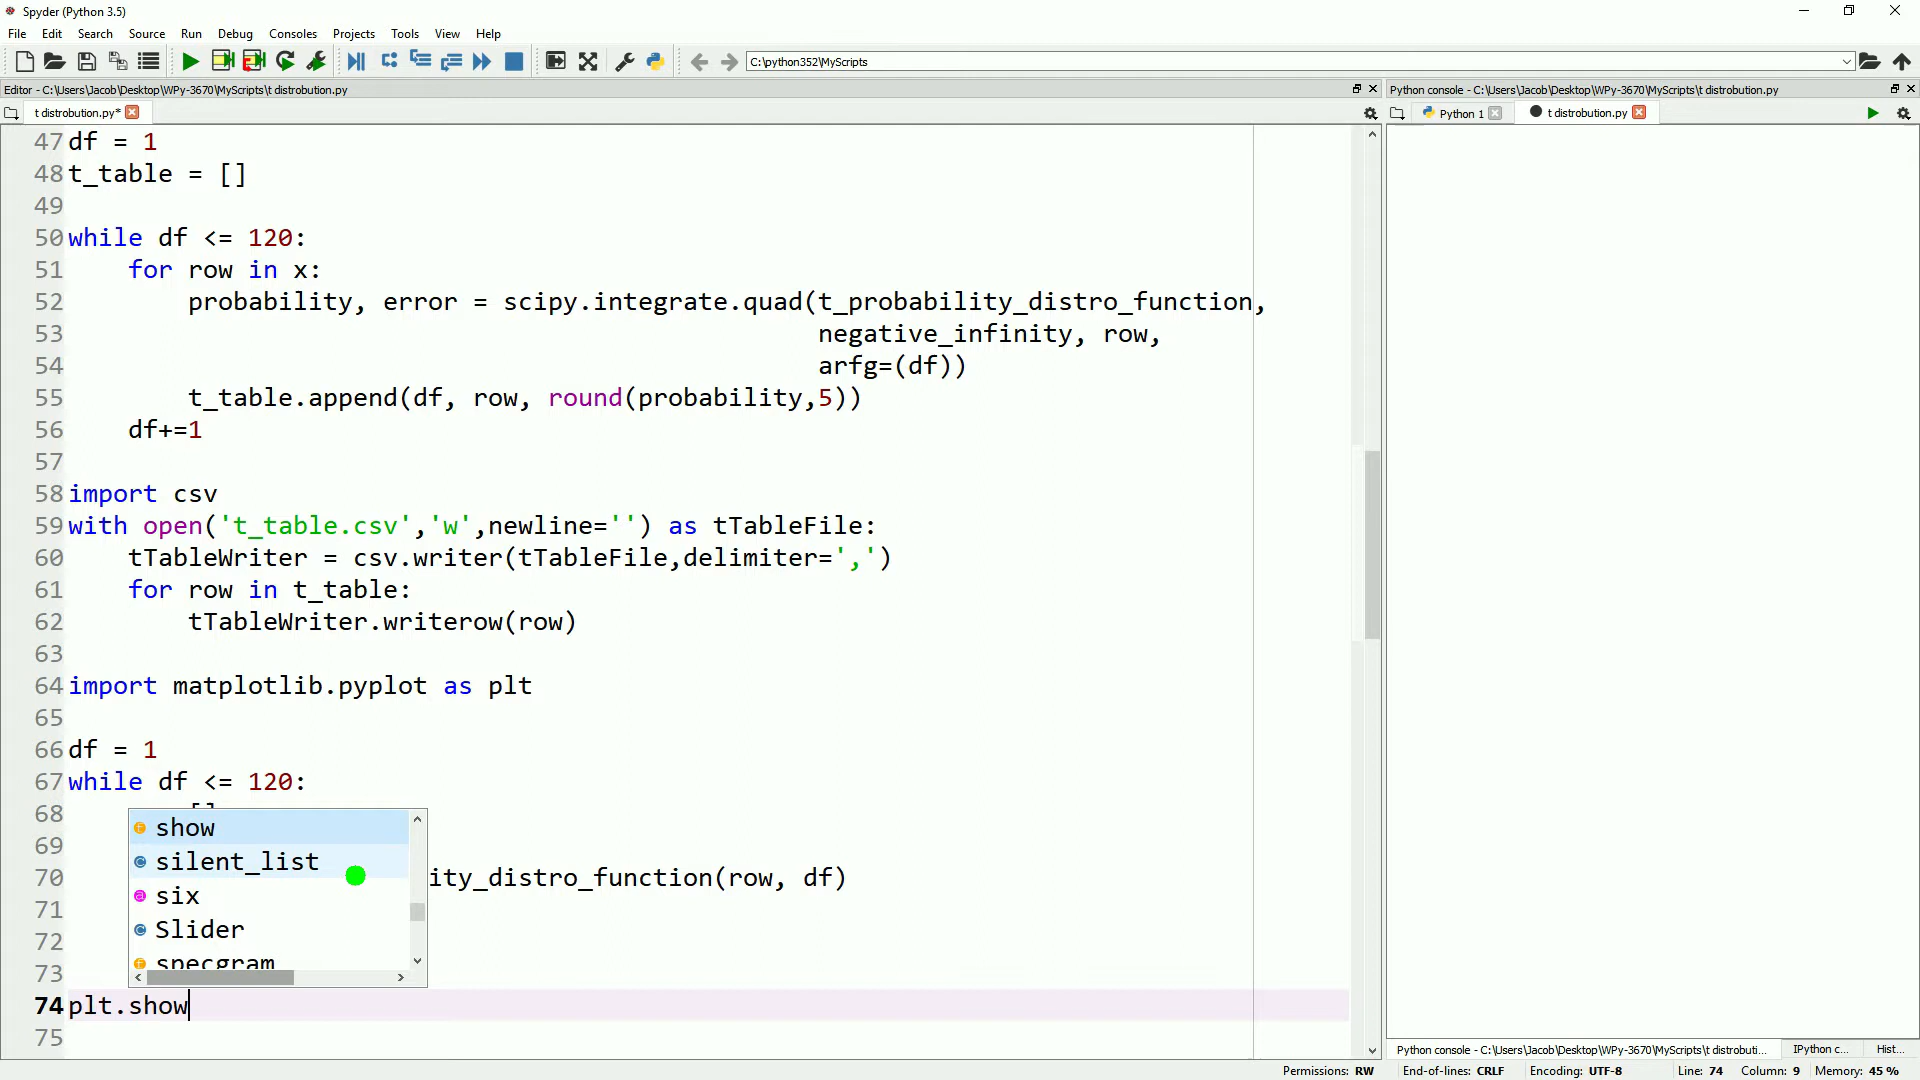 Spyder (Python 3.5)
File Edit Search Source Run Debug Consoles Projects Tools View Help
C:\python352\MyScripts
Editor - C:\Users\Jacob\Desktop\WPy-3670\MyScripts\t distrobution.py
Python console - C:\Users\Jacob\Desktop\WPy-3670\MyScripts\t distrobution.py
t distrobution.py*
Python 1 t distrobution.py
47 df = 1
48 t_table = []
49
50 while df <= 120:
51 for row in x:
52 probability, error = scipy.integrate.quad(t_probability_distro_function,
53 negative_infinity, row,
54 arfg=(df))
55 t_table.append(df, row, round(probability,5))
56 df+=1
57
58 import csv
59 with open('t_table.csv','w',newline='') as tTableFile:
60 tTableWriter = csv.writer(tTableFile,delimiter=',')
61 for row in t_table:
62 tTableWriter.writerow(row)
63
64 import matplotlib.pyplot as plt
65
66 df = 1
67 while df <= 120:
68
show
69
silent_list
70 ity_distro_function(row, df)
six
71
Slider
72
specgram
73
74 plt.show
75
Python console - C:\Users\Jacob\Desktop\WPy-3670\MyScripts\t distrobuti... IPython c... Hist...
Permissions: RW End-of-lines: CRLF Encoding: UTF-8 Line: 74 Column: 9 Memory: 45 %